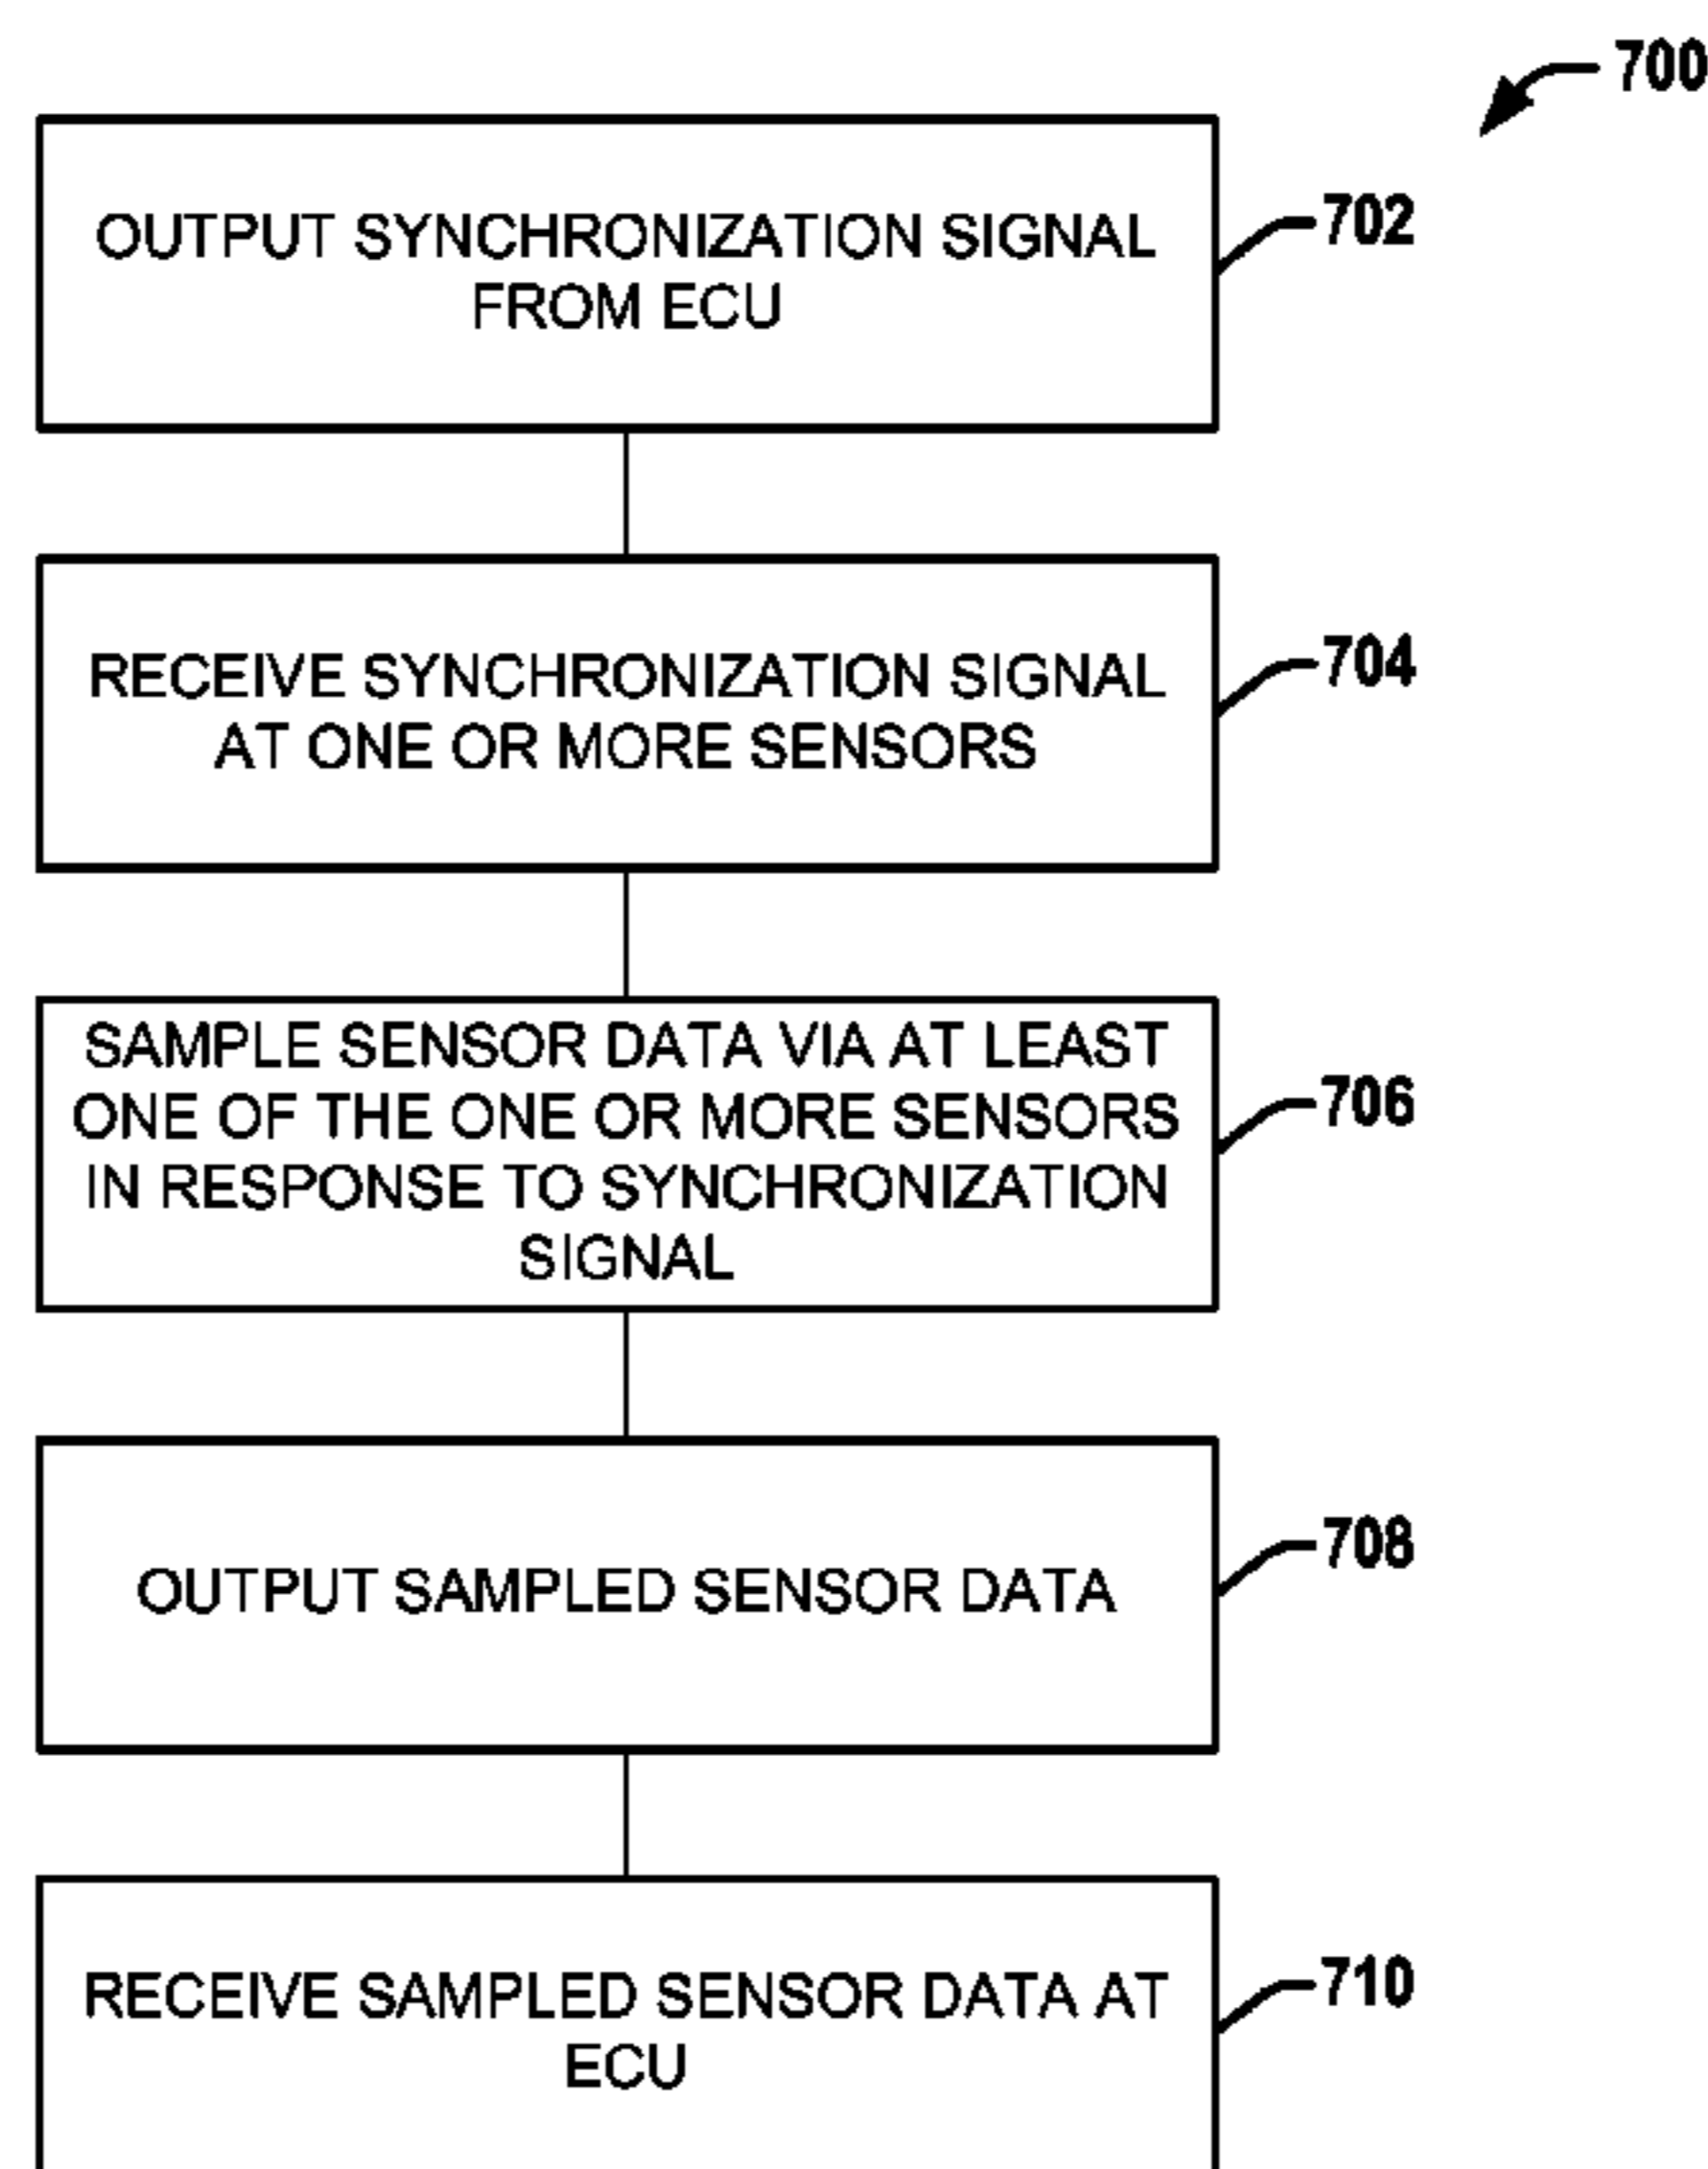 700
OUTPUT SYNCHRONIZATION SIGNAL
FROM ECU
702
RECEIVE SYNCHRONIZATION SIGNAL
AT ONE OR MORE SENSORS
704
SAMPLE SENSOR DATA VIA AT LEAST
ONE OF THE ONE OR MORE SENSORS
IN RESPONSE TO SYNCHRONIZATION
SIGNAL
706
OUTPUT SAMPLED SENSOR DATA
708
RECEIVE SAMPLED SENSOR DATA AT
ECU
710